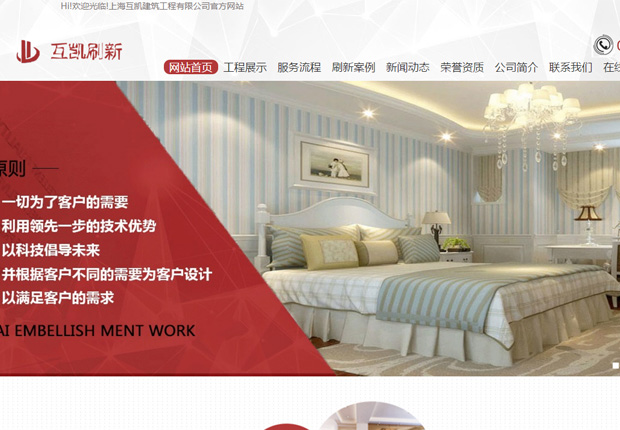 Hi!欢迎光临!上海互凯建筑工程有限公司官方网站
互凯刷新
网站首页 工程展示 服务流程 刷新案例 新闻动态 荣誉资质 公司简介 联系我们 在线
原则
一切为了客户的需要
利用领先一步的技术优势
以科技倡导未来
并根据客户不同的需要为客户设计
以满足客户的需求
AI EMBELLISH MENT WORK